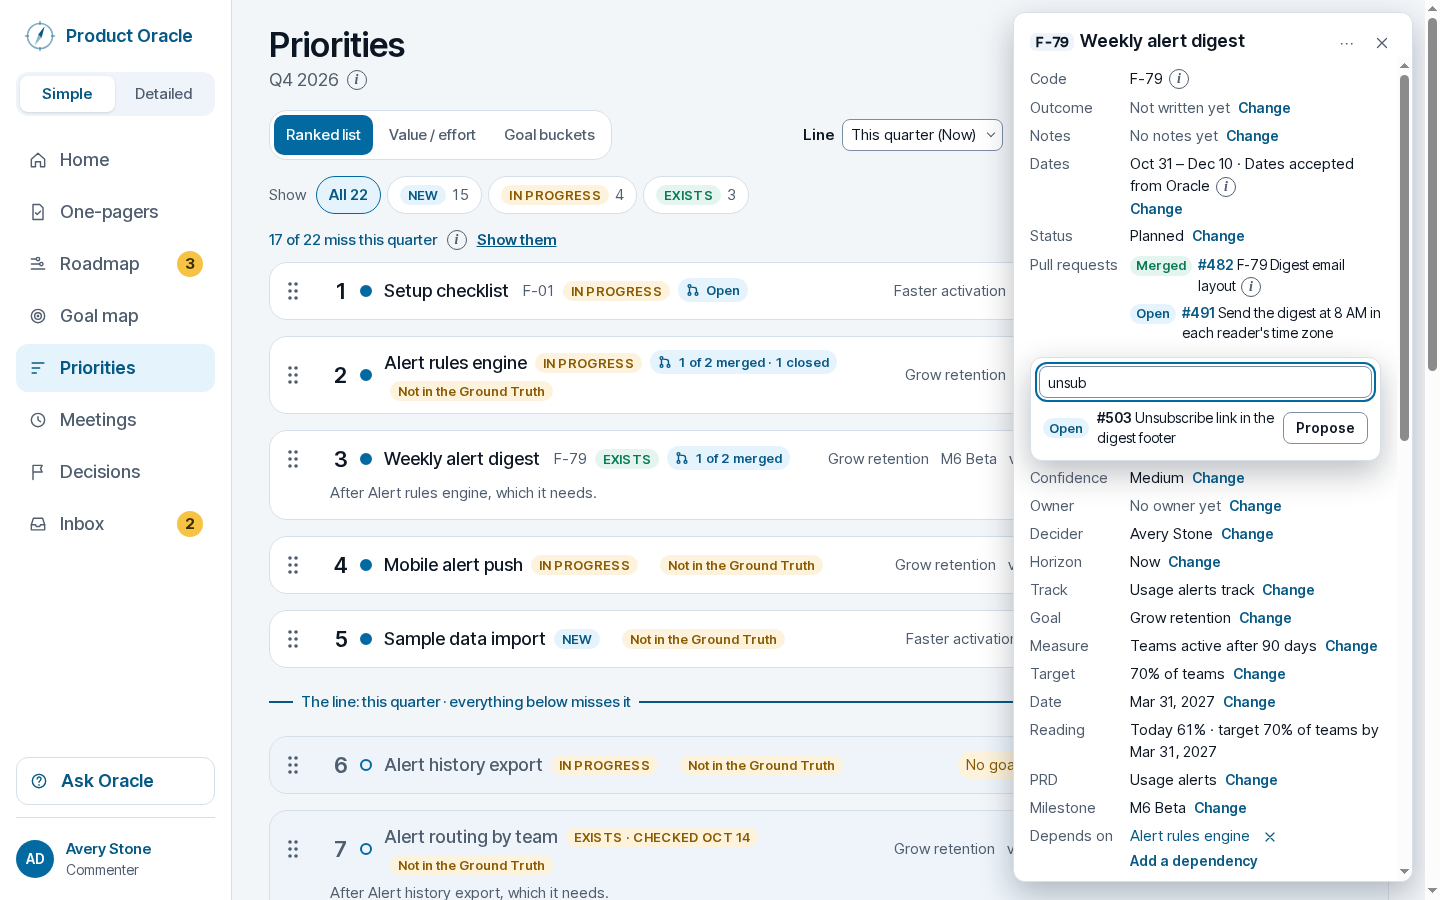 Product Oracle
Simple
Detailed
Home
One-pagers
Roadmap
3
Goal map
Priorities
Meetings
Decisions
Inbox
2
Ask Oracle
AD
Avery Stone
Commenter
Priorities
Q4 2026
Ranked list
Value / effort
Goal buckets
Line
This quarter (Now)
Show
All 22
NEW 15
IN PROGRESS 4
EXISTS 3
17 of 22 miss this quarter
Show them
1 Setup checklist F-01 IN PROGRESS Open Faster activation
2 Alert rules engine IN PROGRESS 1 of 2 merged · 1 closed Grow retention
Not in the Ground Truth
3 Weekly alert digest F-79 EXISTS 1 of 2 merged Grow retention M6 Beta
After Alert rules engine, which it needs.
4 Mobile alert push IN PROGRESS Not in the Ground Truth Grow retention
5 Sample data import NEW Not in the Ground Truth Faster activation
The line: this quarter · everything below misses it
6 Alert history export IN PROGRESS Not in the Ground Truth No goa
7 Alert routing by team EXISTS · CHECKED OCT 14 Grow retention
Not in the Ground Truth
After Alert history export, which it needs.
F-79 Weekly alert digest
Code F-79
Outcome Not written yet Change
Notes No notes yet Change
Dates Oct 31 – Dec 10 · Dates accepted
from Oracle
Change
Status Planned Change
Pull requests Merged #482 F-79 Digest email
layout
Open #491 Send the digest at 8 AM in
each reader's time zone
unsub
Open #503 Unsubscribe link in the
digest footer
Propose
Confidence Medium Change
Owner No owner yet Change
Decider Avery Stone Change
Horizon Now Change
Track Usage alerts track Change
Goal Grow retention Change
Measure Teams active after 90 days Change
Target 70% of teams Change
Date Mar 31, 2027 Change
Reading Today 61% · target 70% of teams by
Mar 31, 2027
PRD Usage alerts Change
Milestone M6 Beta Change
Depends on Alert rules engine
Add a dependency